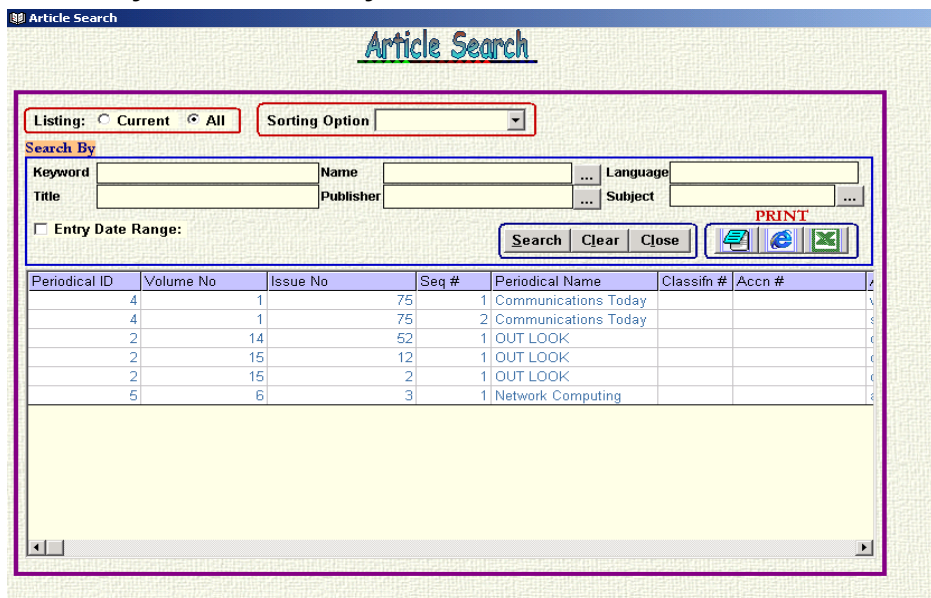 Article Search
Article Search
Listing: Current All Sorting Option
Search By
Keyword Name ... Language
Title Publisher ... Subject ...
Entry Date Range:
PRINT
Search Clear Close
Periodical ID Volume No Issue No Seq # Periodical Name Classifn # Accn #
4 1 75 1 Communications Today
4 1 75 2 Communications Today
2 14 52 1 OUT LOOK
2 15 12 1 OUT LOOK
2 15 2 1 OUT LOOK
5 6 3 1 Network Computing